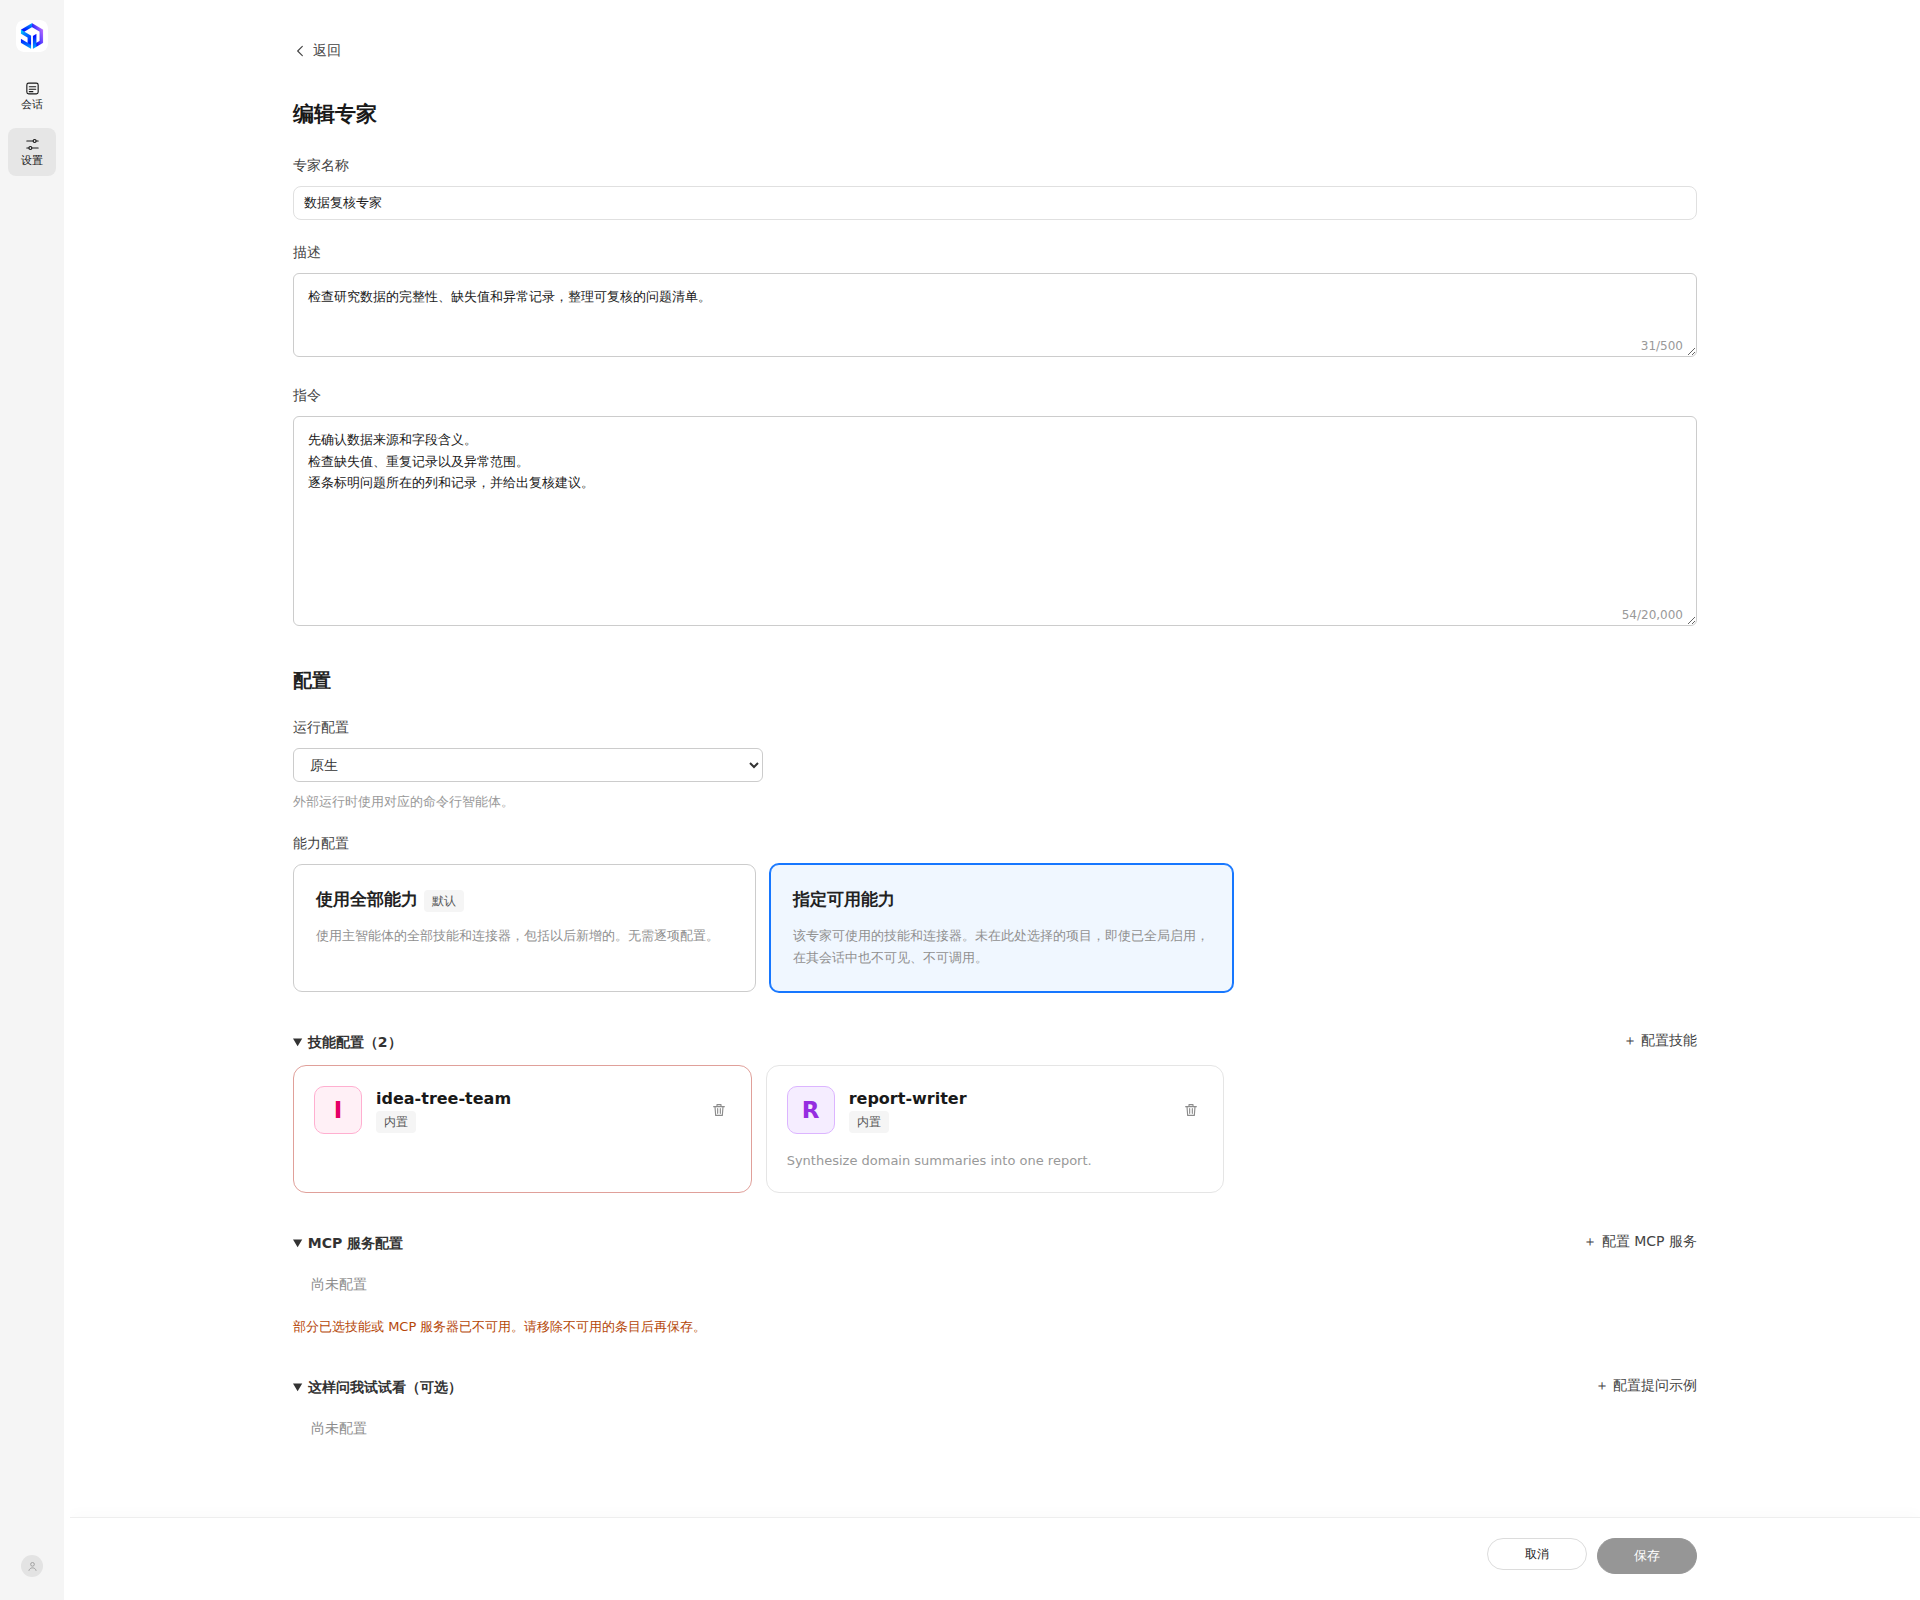 返回
会话
设置
编辑专家
专家名称
数据复核专家
描述
检查研究数据的完整性、缺失值和异常记录，整理可复核的问题清单。
31/500
指令
先确认数据来源和字段含义。
检查缺失值、重复记录以及异常范围。
逐条标明问题所在的列和记录，并给出复核建议。
54/20,000
配置
运行配置
原生
外部运行时使用对应的命令行智能体。
能力配置
使用全部能力 默认
使用主智能体的全部技能和连接器，包括以后新增的。无需逐项配置。
指定可用能力
该专家可使用的技能和连接器。未在此处选择的项目，即使已全局启用，
在其会话中也不可见、不可调用。
技能配置（2）
+ 配置技能
I
idea-tree-team
内置
R
report-writer
内置
Synthesize domain summaries into one report.
MCP 服务配置
+ 配置 MCP 服务
尚未配置
部分已选技能或 MCP 服务器已不可用。请移除不可用的条目后再保存。
这样问我试试看（可选）
+ 配置提问示例
尚未配置
取消
保存